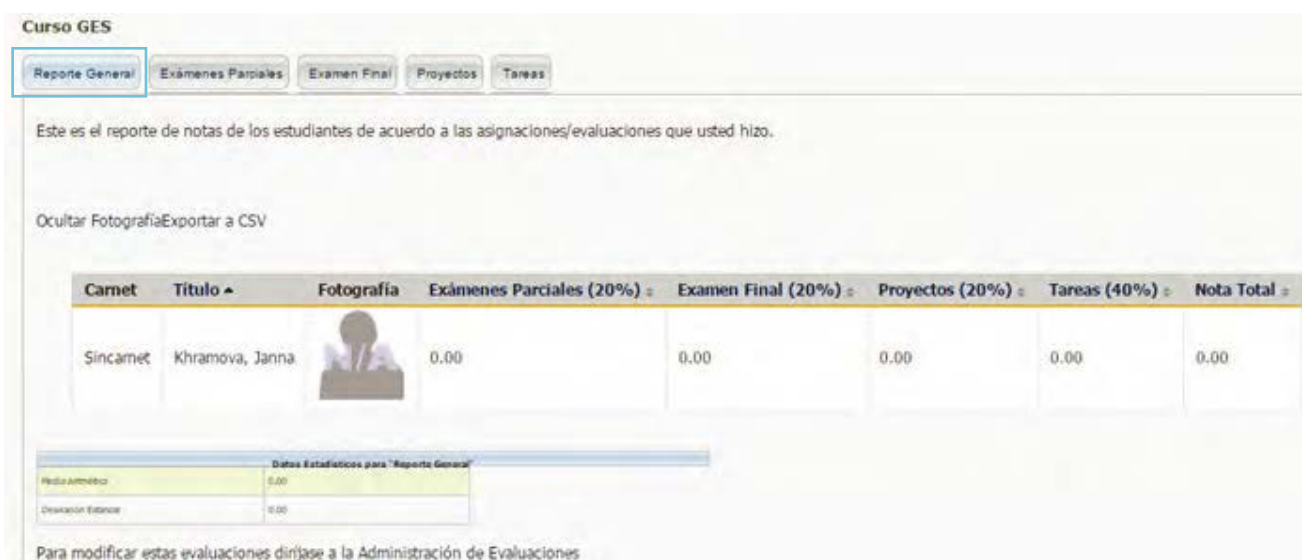 Curso GES
Reporte General Exámenes Parciales Examen Final Proyectos Tareas
Este es el reporte de notas de los estudiantes de acuerdo a las asignaciones/evaluaciones que usted hizo.
Ocultar FotografíaExportar a CSV
Carnet Título Fotografía Exámenes Parciales (20%) Examen Final (20%) Proyectos (20%) Tareas (40%) Nota Total
Sincarnet Khramova, Janna N/A 0.00 0.00 0.00 0.00 0.00
Datos Estadísticos para "Reporte General"
Media Aritmética 0.00
Desviación Estándar 0.00
Para modificar estas evaluaciones diríjase a la Administración de Evaluaciones